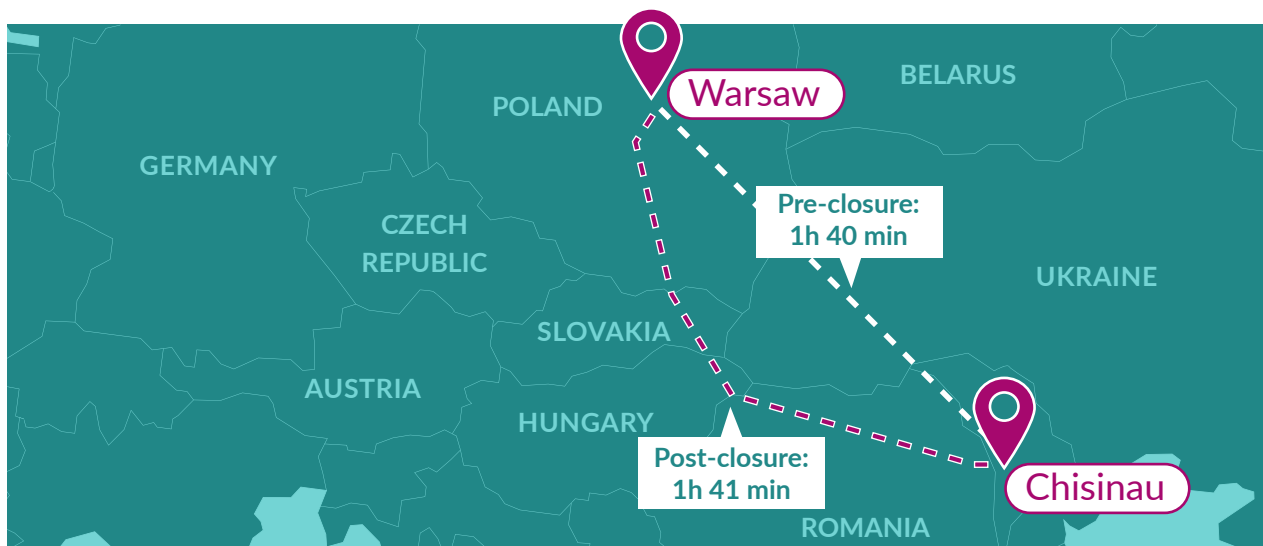 Warsaw
BELARUS
POLAND
GERMANY
Pre-closure:
1h 40 min
CZECH
REPUBLIC
UKRAINE
SLOVAKIA
AUSTRIA
HUNGARY
Post-closure:
1h 41 min
Chisinau
ROMANIA